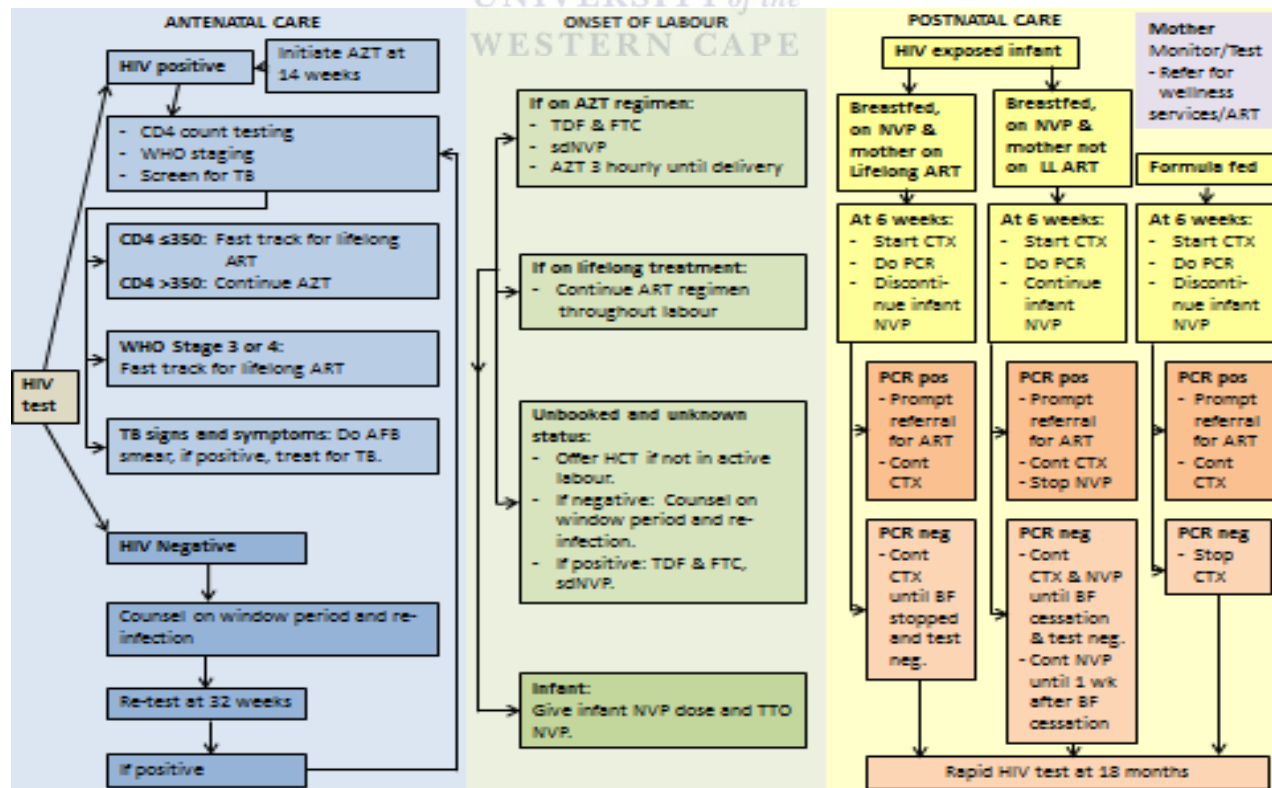 UNIVERSITY of the
WESTERN CAPE
ANTENATAL CARE
HIV positive
Initiate AZT at
14 weeks
- CD4 count testing
- WHO staging
- Screen for TB
CD4 ≤350: Fast track for lifelong
ART
CD4 >350: Continue AZT
WHO Stage 3 or 4:
Fast track for lifelong ART
HIV
test
TB signs and symptoms: Do AFB
smear, if positive, treat for TB.
HIV Negative
Counsel on window period and re-
infection
Re-test at 32 weeks
If positive
ONSET OF LABOUR
If on AZT regimen:
- TDF & FTC
- sdNVP
- AZT 3 hourly until delivery
If on lifelong treatment:
- Continue ART regimen
throughout labour
Unbooked and unknown
status:
- Offer HCT if not in active
labour.
- If negative: Counsel on
window period and re-
infection.
- If positive: TDF & FTC,
sdNVP.
Infant:
Give infant NVP dose and TTO
NVP.
POSTNATAL CARE
HIV exposed infant
Mother
Monitor/Test
- Refer for
wellness
services/ART
Breastfed,
on NVP &
mother on
Lifelong ART
Breastfed,
on NVP &
mother not
on LL ART
Formula fed
At 6 weeks:
- Start CTX
- Do PCR
- Disconti-
nue infant
NVP
At 6 weeks:
- Start CTX
- Do PCR
- Continue
infant
NVP
At 6 weeks:
- Start CTX
- Do PCR
- Disconti-
nue infant
NVP
PCR pos
- Prompt
referral
for ART
- Cont
CTX
PCR pos
- Prompt
referral
for ART
- Cont CTX
- Stop NVP
PCR pos
- Prompt
referral
for ART
- Cont
CTX
PCR neg
- Cont
CTX
until BF
stopped
and test
neg.
PCR neg
- Cont
CTX & NVP
until BF
cessation
& test neg.
- Cont NVP
until 1 wk
after BF
cessation
PCR neg
- Stop
CTX
Rapid HIV test at 18 months